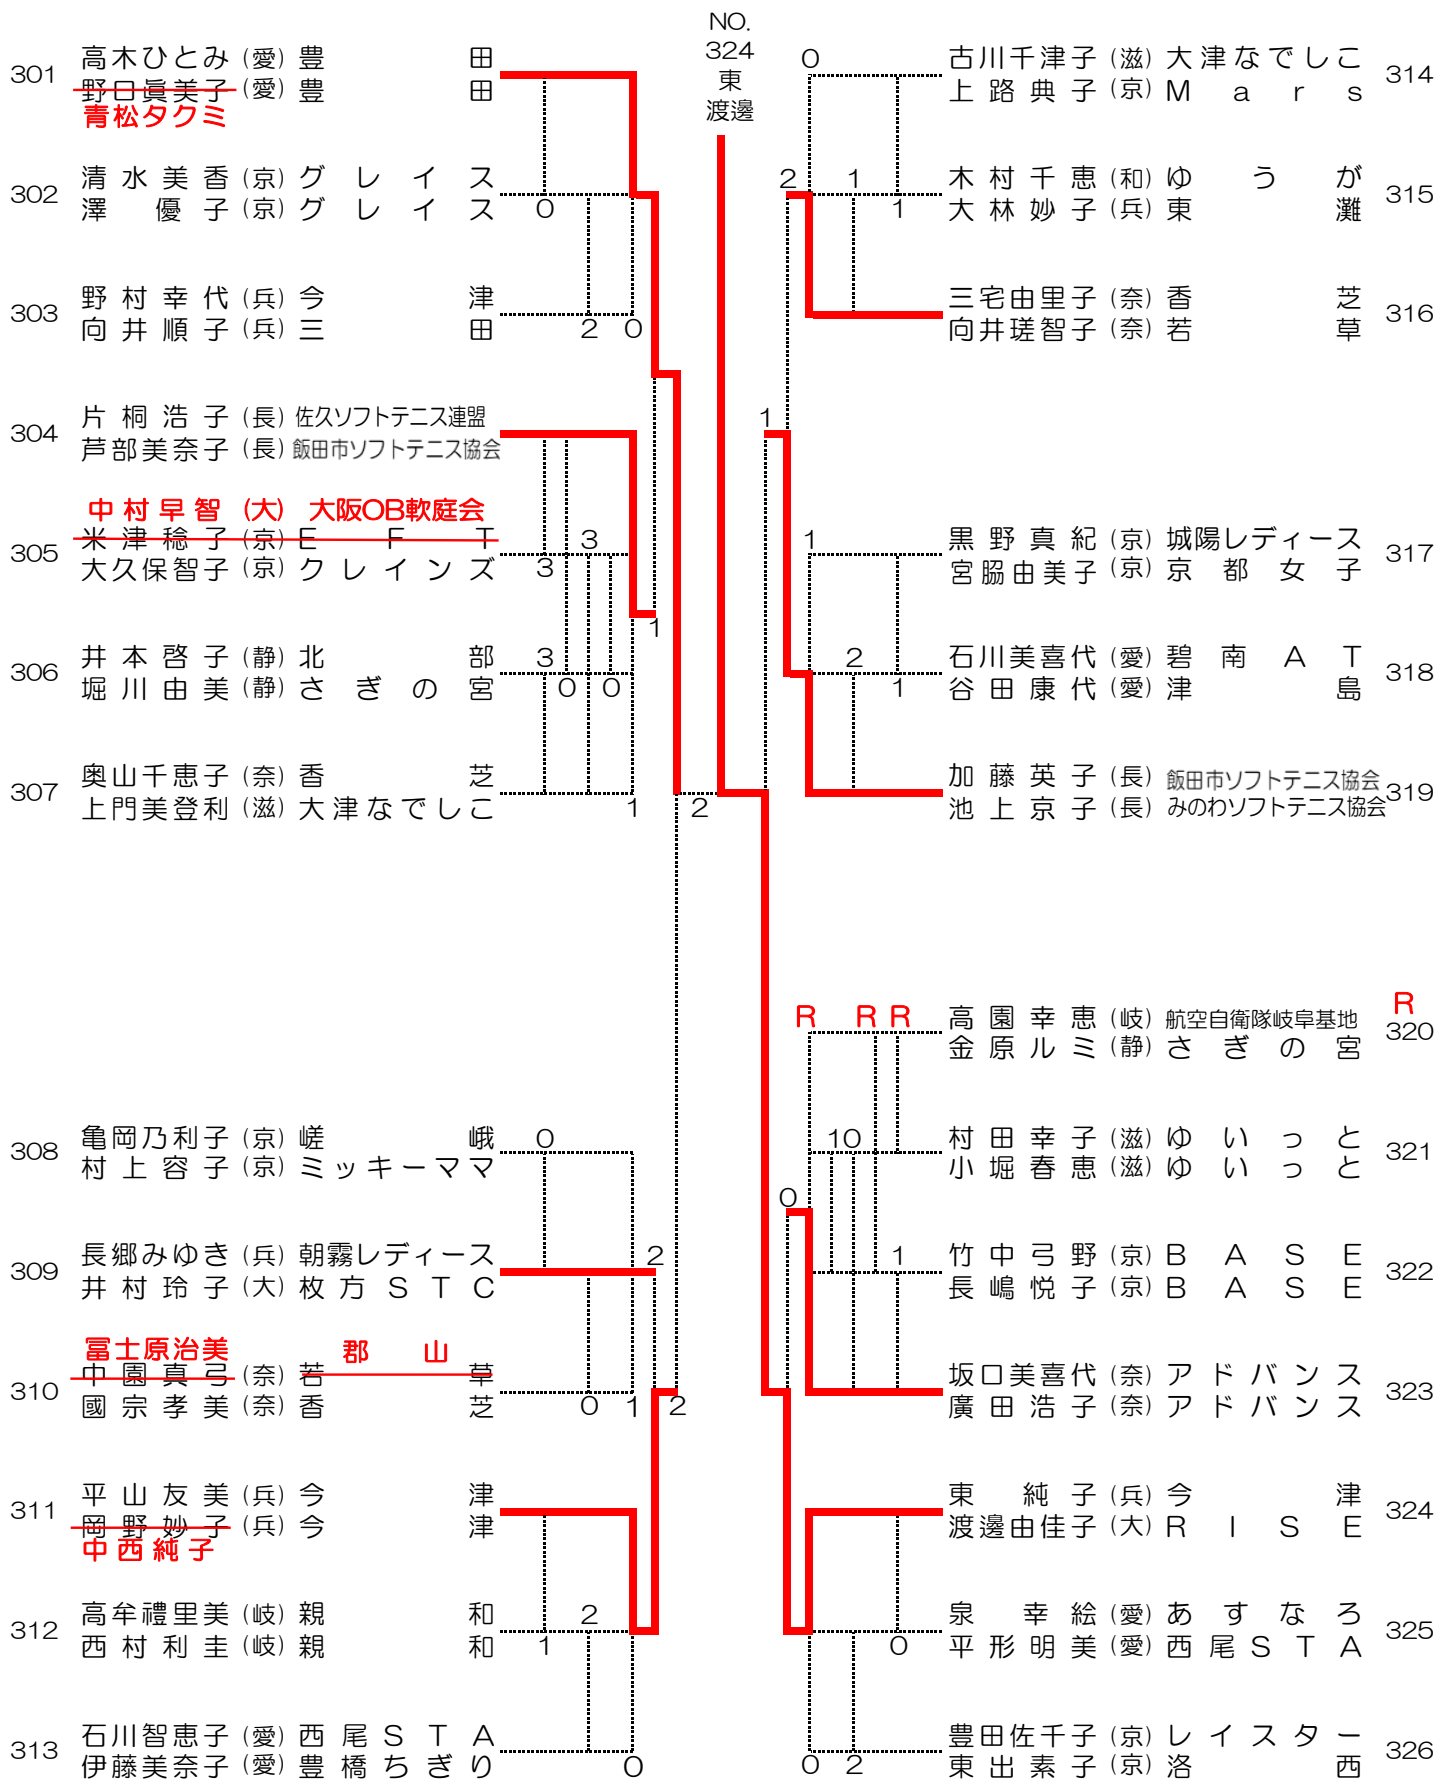 NO.
324
東
渡邊
301 高木ひとみ (愛) 豊 田
野口眞美子 (愛) 豊 田
青松タクミ
0
302 清水美香 (京) グレイス
澤 優子 (京) グレイス
303 野村幸代 (兵) 今 津
向井順子 (兵) 三 田
2 0
304 片桐浩子 (長) 佐久ソフトテニス連盟
芦部美奈子 (長) 飯田市ソフトテニス協会
中村早智 (大) 大阪OB軟庭会
305 米津稔子 (京) E F T 3
大久保智子 (京) クレインズ 3
1
306 井本啓子 (静) 北 部 3
堀川由美 (静) さぎの宮 0 0
307 奥山千恵子 (奈) 香 芝
上門美登利 (滋) 大津なでしこ 1 2
308 亀岡乃利子 (京) 嵯 峨 0
村上容子 (京) ミッキーママ
309 長郷みゆき (兵) 朝霧レディース 2
井村玲子 (大) 枚方STC
冨士原治美 郡 山
310 中園真弓 (奈) 若 草
國宗孝美 (奈) 香 芝 0 1 2
311 平山友美 (兵) 今 津
岡野妙子 (兵) 今 津
中西純子
312 高牟禮里美 (岐) 親 和 2
西村利圭 (岐) 親 和 1
313 石川智恵子 (愛) 西尾STA
伊藤美奈子 (愛) 豊橋ちぎり 0
0 古川千津子 (滋) 大津なでしこ 314
上路典子 (京) Mars
2 1 木村千恵 (和) ゆうが 315
1 大林妙子 (兵) 東 灘
三宅由里子 (奈) 香 芝 316
向井瑳智子 (奈) 若 草
1
1 黒野真紀 (京) 城陽レディース 317
宮脇由美子 (京) 京都女子
2 石川美喜代 (愛) 碧南AT 318
1 谷田康代 (愛) 津 島
加藤英子 (長) 飯田市ソフトテニス協会 319
池上京子 (長) みのわソフトテニス協会
R R R 高園幸恵 (岐) 航空自衛隊岐阜基地 R 320
金原ルミ (静) さぎの宮
1 0 村田幸子 (滋) ゆいっと 321
小堀春恵 (滋) ゆいっと
0
1 竹中弓野 (京) BASE 322
長嶋悦子 (京) BASE
坂口美喜代 (奈) アドバンス 323
廣田浩子 (奈) アドバンス
東 純子 (兵) 今 津 324
渡邊由佳子 (大) RISE
泉 幸絵 (愛) あすなろ 325
0 平形明美 (愛) 西尾STA
豊田佐千子 (京) レイスター 326
0 2 東出素子 (京) 洛 西